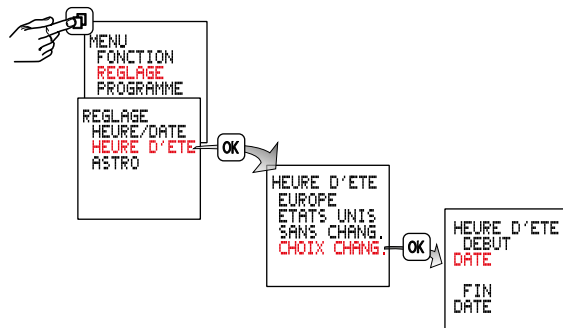 MENU
FONCTION
REGLAGE
PROGRAMME
REGLAGE
HEURE/DATE
HEURE D'ETE
ASTRO
OK
HEURE D'ETE
EUROPE
ETATS UNIS
SANS CHANG.
CHOIX CHANG.
OK
HEURE D'ETE
DEBUT
DATE
FIN
DATE